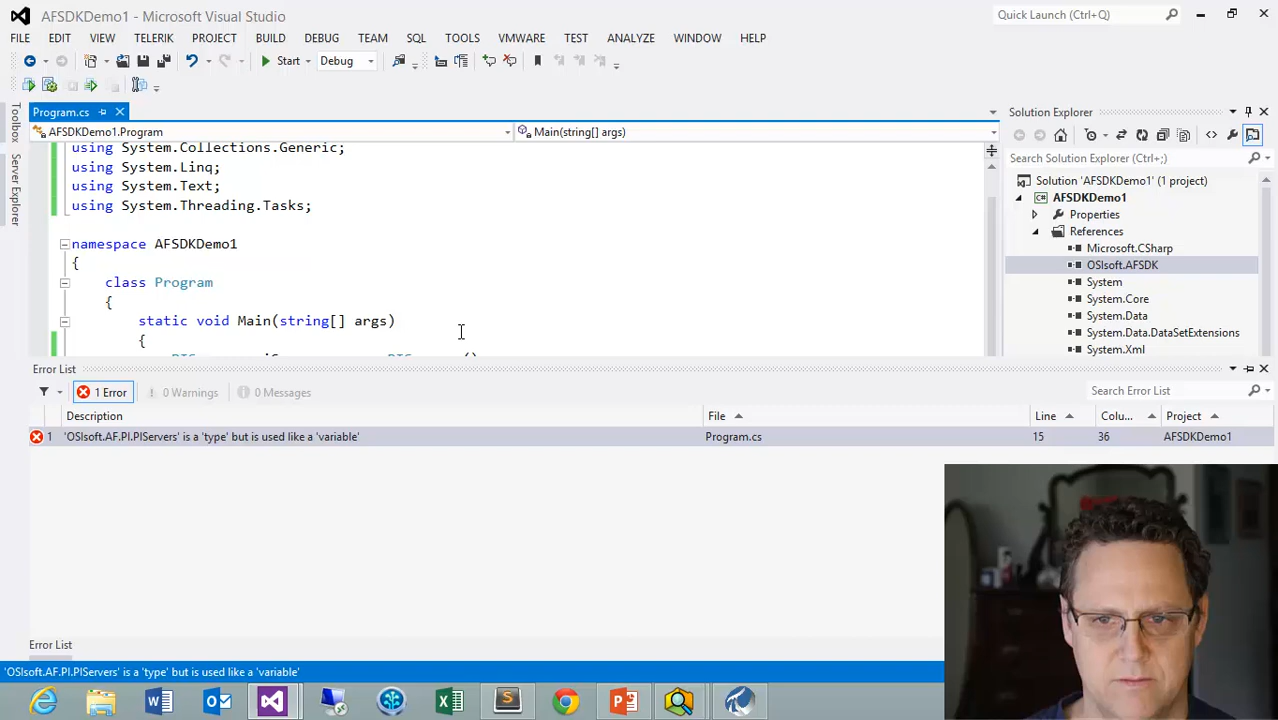 AFSDKDemo1 - Microsoft Visual Studio
Quick Launch (Ctrl+Q)
FILE EDIT VIEW TELERIK PROJECT BUILD DEBUG TEAM SQL TOOLS VMWARE TEST ANALYZE WINDOW HELP
Start Debug
Toolbox
Server Explorer
Program.cs
AFSDKDemo1.Program
Main(string[] args)
using System.Collections.Generic;
using System.Linq;
using System.Text;
using System.Threading.Tasks;
namespace AFSDKDemo1
{
class Program
{
static void Main(string[] args)
{
Solution Explorer
Search Solution Explorer (Ctrl+;)
Solution 'AFSDKDemo1' (1 project)
AFSDKDemo1
Properties
References
Microsoft.CSharp
OSIsoft.AFSDK
System
System.Core
System.Data
System.Data.DataSetExtensions
System.Xml
Error List
1 Error 0 Warnings 0 Messages
Search Error List
Description File Line Colu... Project
1 'OSIsoft.AF.PI.PIServers' is a 'type' but is used like a 'variable' Program.cs 15 36 AFSDKDemo1
Error List
'OSIsoft.AF.PI.PIServers' is a 'type' but is used like a 'variable'